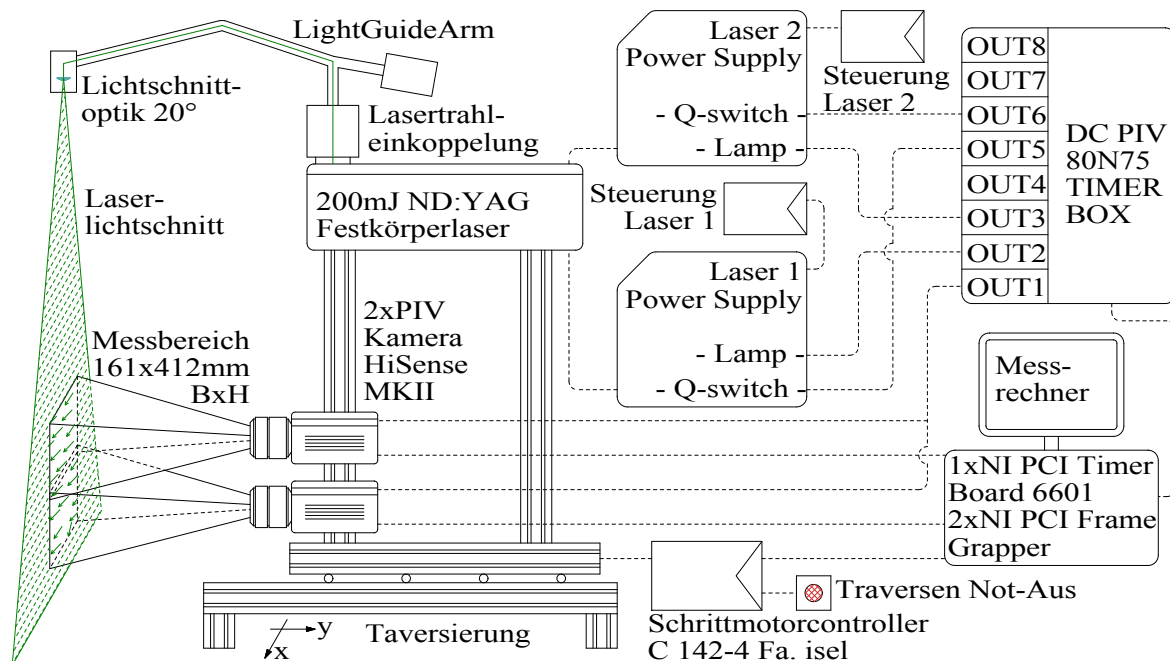 LightGuideArm
Lichtschnitt-
optik 20°
Lasertrahl-
einkoppelung
Laser-
lichtschnitt
200mJ ND:YAG
Festkörperlaser
Messbereich
161x412mm
BxH
2xPIV
Kamera
HiSense
MKII
Laser 2
Power Supply
- Q-switch -
- Lamp -
Steuerung
Laser 2
Steuerung
Laser 1
Laser 1
Power Supply
- Lamp -
- Q-switch -
OUT8
OUT7
OUT6
OUT5
OUT4
OUT3
OUT2
OUT1
DC PIV
80N75
TIMER
BOX
Mess-
rechner
1xNI PCI Timer
Board 6601
2xNI PCI Frame
Grapper
Traversen Not-Aus
Schrittmotorcontroller
C 142-4 Fa. isel
Taversierung
y
x